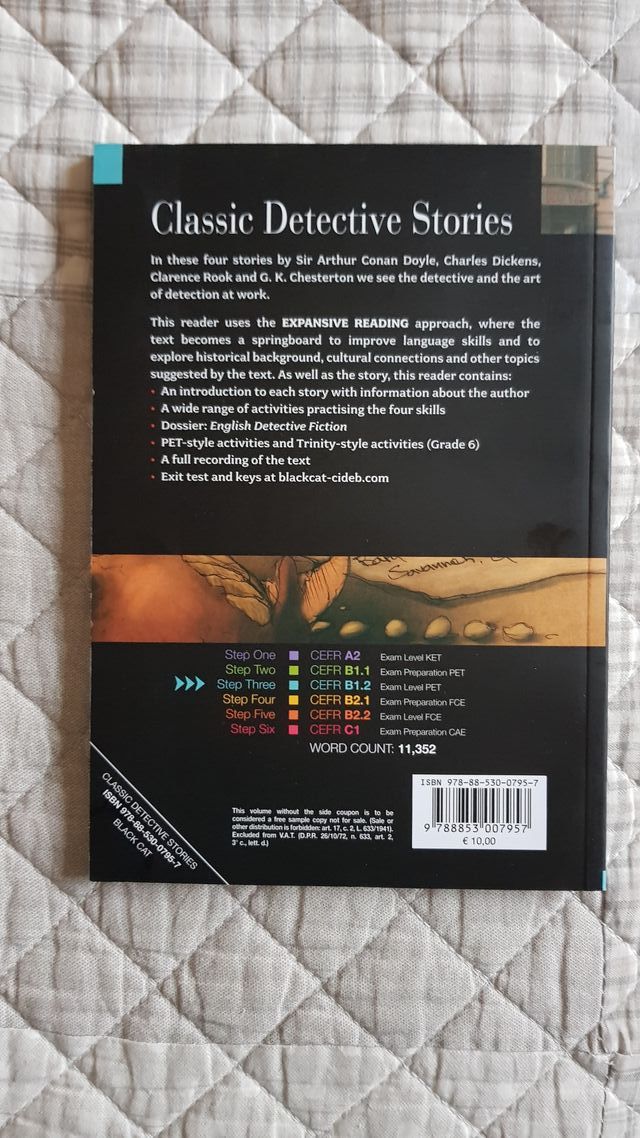 Classic Detective Stories
In these four stories by Sir Arthur Conan Doyle, Charles Dickens,
Clarence Rook and G. K. Chesterton we see the detective and the art
of detection at work.
This reader uses the EXPANSIVE READING approach, where the
text becomes a springboard to improve language skills and to
explore historical background, cultural connections and other topics
suggested by the text. As well as the story, this reader contains:
• An introduction to each story with information about the author
• A wide range of activities practising the four skills
• Dossier: English Detective Fiction
• PET-style activities and Trinity-style activities (Grade 6)
• A full recording of the text
• Exit test and keys at blackcat-cideb.com
Savannah,
Step One CEFR A2 Exam Level KET
Step Two CEFR B1.1 Exam Preparation PET
Step Three CEFR B1.2 Exam Level PET
Step Four CEFR B2.1 Exam Preparation FCE
Step Five CEFR B2.2 Exam Level FCE
Step Six CEFR C1 Exam Preparation CAE
WORD COUNT: 11,352
CLASSIC DETECTIVE STORIES
ISBN 978-88-530-0795-7
BLACK CAT
This volume without the side coupon is to be
considered a free sample copy not for sale. (Sale or
other distribution is forbidden: art. 17, c. 2, L. 633/1941).
Excluded from V.A.T. (D.P.R. 26/10/72, n. 633, art. 2,
3° c., lett. d.)
ISBN 978-88-530-0795-7
9 788853 007957
€ 10,00